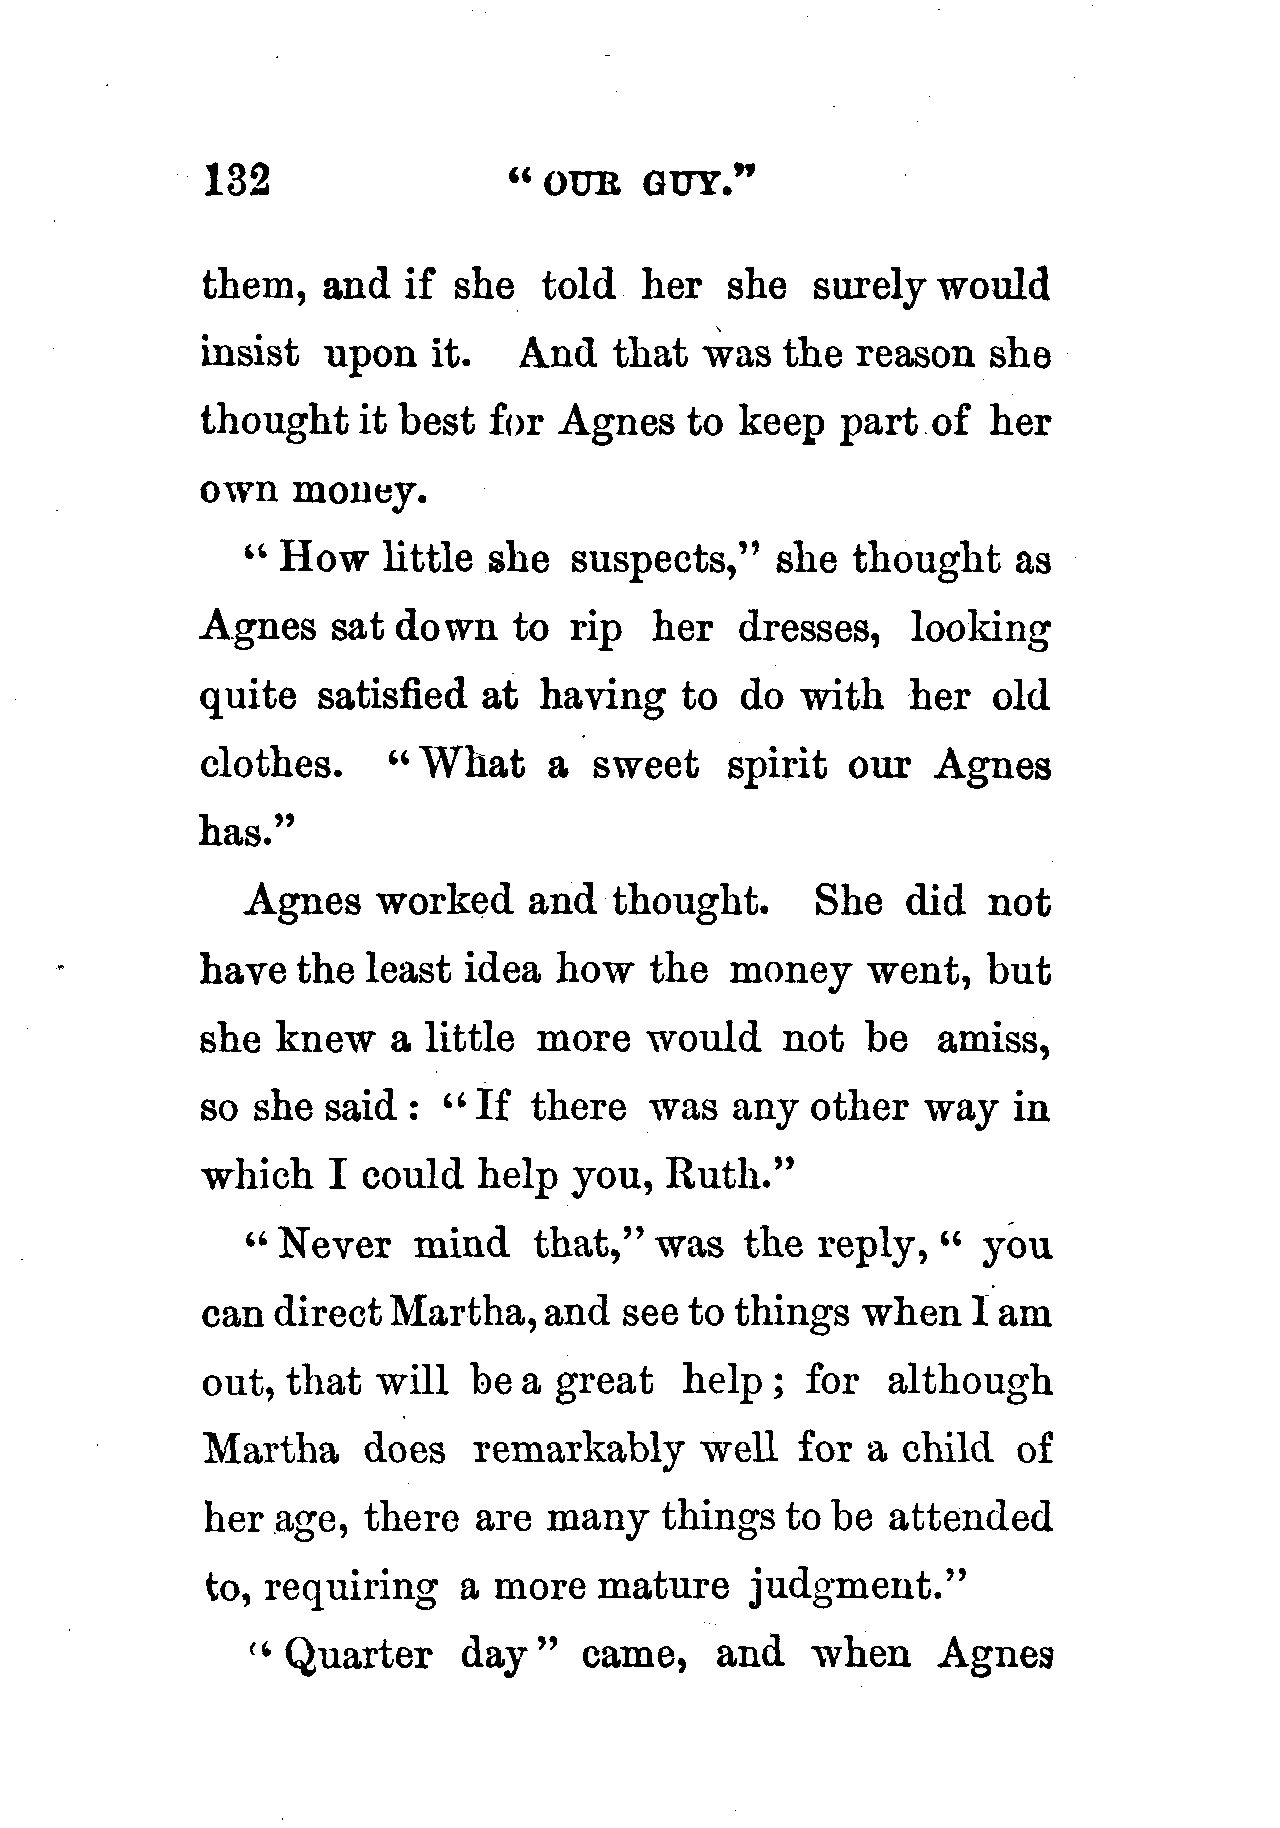 132 “ OUR GUY.”
them, and if she told her she surely would
insist upon it. And that was the reason she
thought it best for Agnes to keep part of her
own money.
“ How little she suspects,” she thought as
Agnes sat down to rip her dresses, looking
quite satisfied at having to do with her old
clothes. “ What a sweet spirit our Agnes
has.”
Agnes worked and thought. She did not
have the least idea how the money went, but
she knew a little more would not be amiss,
so she said : “ If there was any other way in
which I could help you, Ruth.”
“ Never mind that,” was the reply, “ you
can direct Martha, and see to things when I am
out, that will be a great help ; for although
Martha does remarkably well for a child of
her age, there are many things to be attended
to, requiring a more mature judgment.”
“ Quarter day ” came, and when Agnes